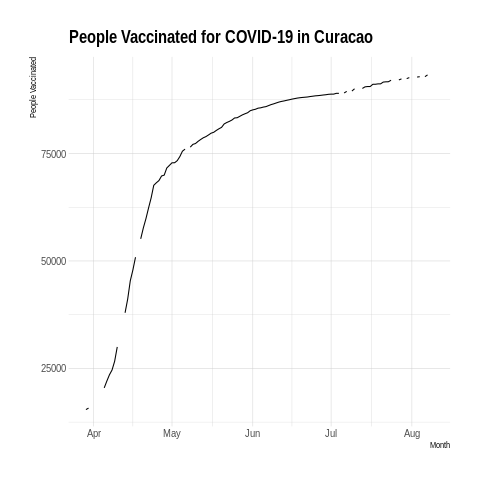 People Vaccinated for COVID-19 in Curacao
People Vaccinated
75000
50000
25000
Apr May Jun Jul Aug
Month